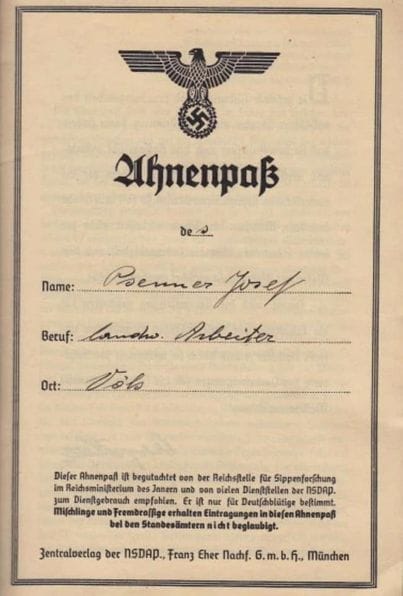 Ahnenpaß
des
Name: Psenner Josef
Beruf: landw. Arbeiter
Ort: Völs
Dieser Ahnenpaß ist begutachtet von der Reichsstelle für Sippenforschung
im Reichsministerium des Innern und von vielen Dienststellen der NSDAP.
zum Dienstgebrauch empfohlen. Er ist nur für Deutschblütige bestimmt.
Mischlinge und Fremdrassige erhalten Eintragungen in diesen Ahnenpaß
bei den Standesämtern nicht beglaubigt.
Zentralverlag der NSDAP., Franz Eher Nachf. G.m.b.H., München